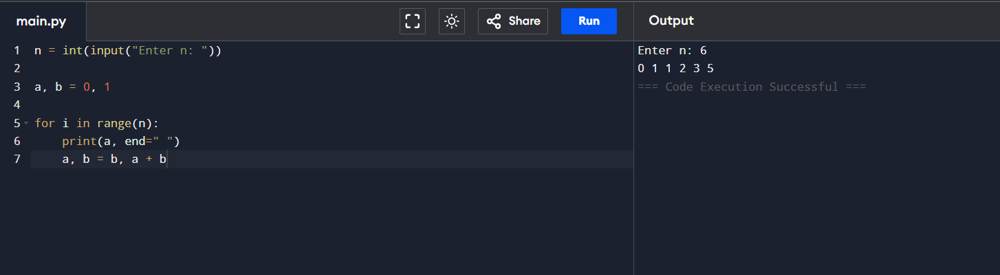 main.py Share Run Output
1 n = int(input("Enter n: "))
2
3 a, b = 0, 1
4
5 for i in range(n):
6     print(a, end=" ")
7     a, b = b, a + b
Enter n: 6
0 1 1 2 3 5
=== Code Execution Successful ===